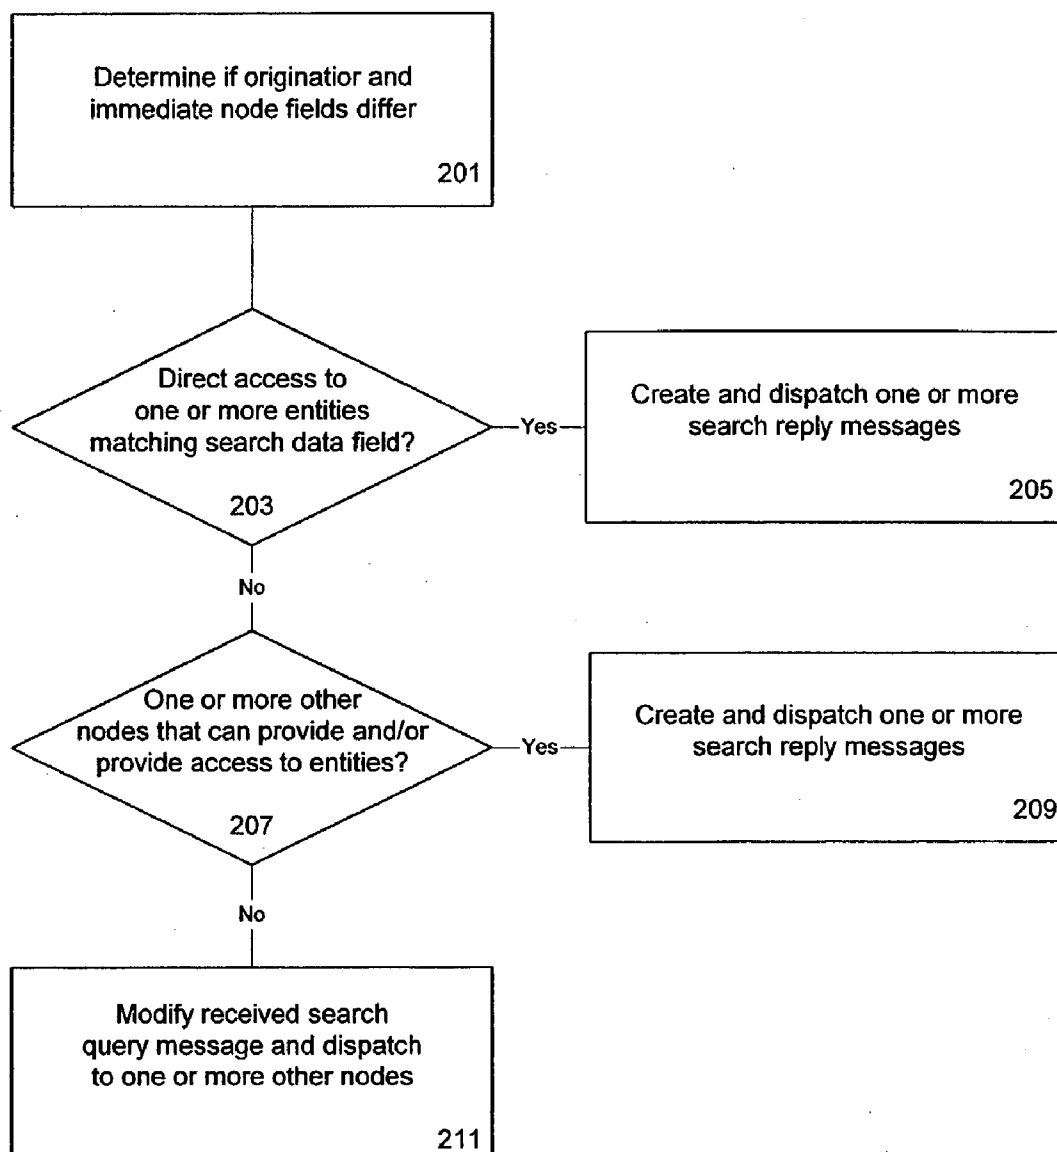 Determine if originatior and
immediate node fields differ
201
Direct access to
one or more entities
matching search data field?
203
Yes
Create and dispatch one or more
search reply messages
205
No
One or more other
nodes that can provide and/or
provide access to entities?
207
Yes
Create and dispatch one or more
search reply messages
209
No
Modify received search
query message and dispatch
to one or more other nodes
211